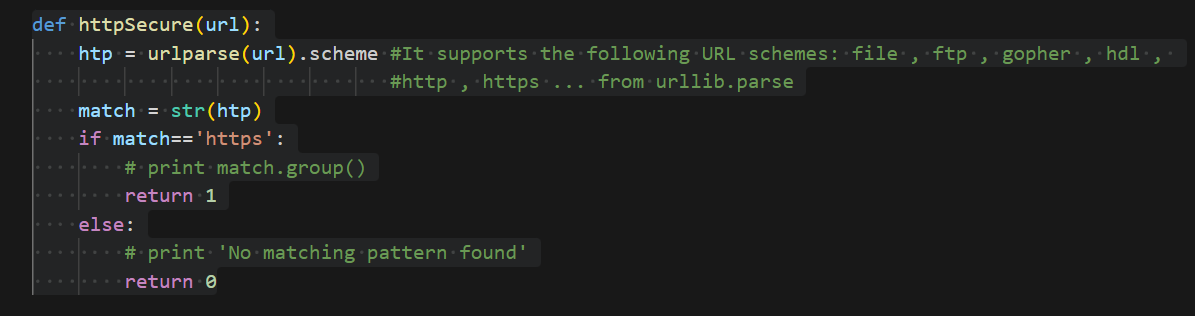 def httpSecure(url):
    htp = urlparse(url).scheme #It supports the following URL schemes: file , ftp , gopher , hdl ,
                               #http , https ... from urllib.parse
    match = str(htp)
    if match=='https':
        # print match.group()
        return 1
    else:
        # print 'No matching pattern found'
        return 0